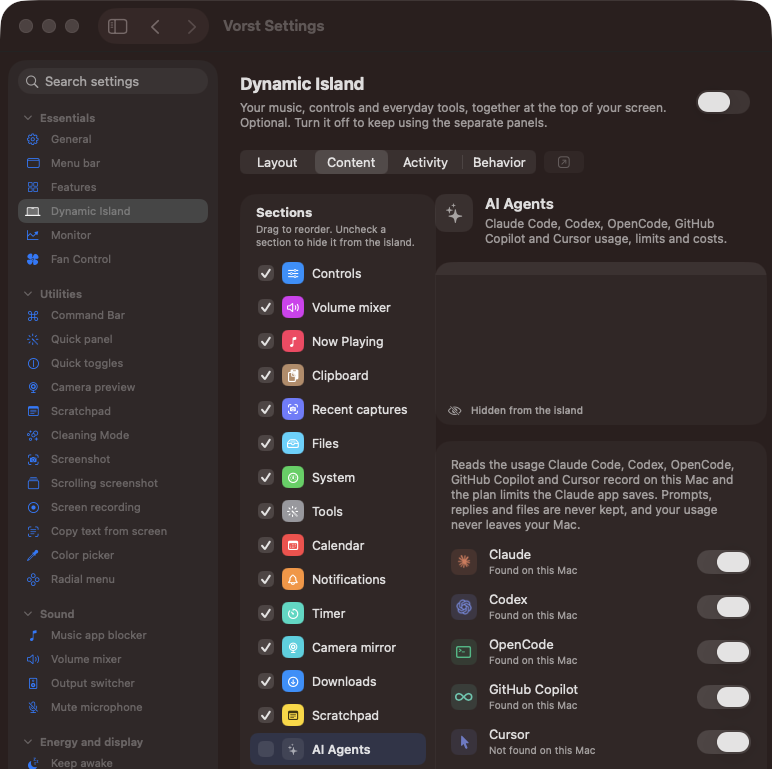 Vorst Settings
Search settings
Essentials
General
Menu bar
Features
Dynamic Island
Monitor
Fan Control
Utilities
Command Bar
Quick panel
Quick toggles
Camera preview
Scratchpad
Cleaning Mode
Screenshot
Scrolling screenshot
Screen recording
Copy text from screen
Color picker
Radial menu
Sound
Music app blocker
Volume mixer
Output switcher
Mute microphone
Energy and display
Keep awake
Dynamic Island
Your music, controls and everyday tools, together at the top of your screen.
Optional. Turn it off to keep using the separate panels.
Layout
Content
Activity
Behavior
Sections
Drag to reorder. Uncheck a
section to hide it from the island.
Controls
Volume mixer
Now Playing
Clipboard
Recent captures
Files
System
Tools
Calendar
Notifications
Timer
Camera mirror
Downloads
Scratchpad
AI Agents
AI Agents
Claude Code, Codex, OpenCode, GitHub
Copilot and Cursor usage, limits and costs.
Hidden from the island
Reads the usage Claude Code, Codex, OpenCode,
GitHub Copilot and Cursor record on this Mac and
the plan limits the Claude app saves. Prompts,
replies and files are never kept, and your usage
never leaves your Mac.
Claude
Found on this Mac
Codex
Found on this Mac
OpenCode
Found on this Mac
GitHub Copilot
Found on this Mac
Cursor
Not found on this Mac